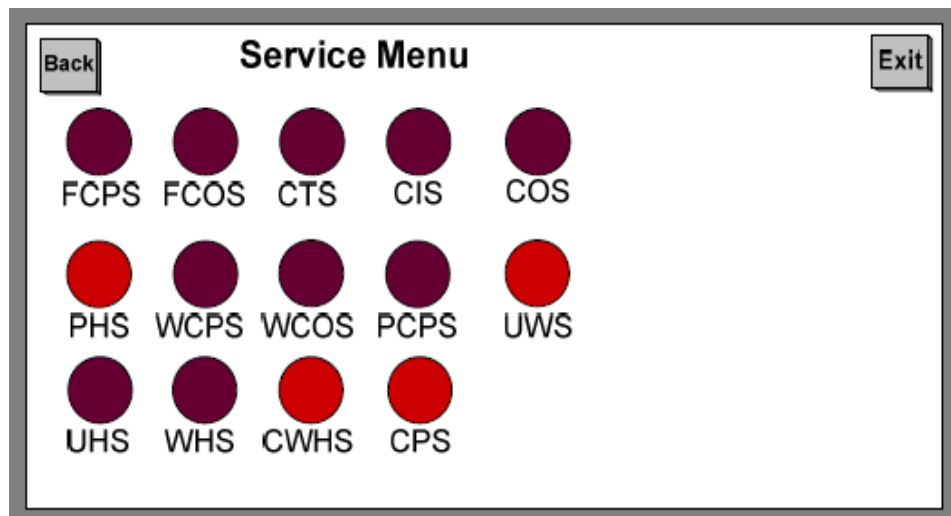 Back Service Menu Exit
FCPS FCOS CTS CIS COS
PHS WCPS WCOS PCPS UWS
UHS WHS CWHS CPS